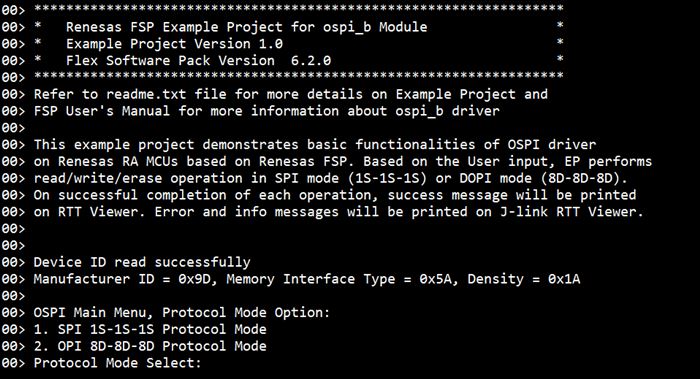 00> ******************************************************************
00> *   Renesas FSP Example Project for ospi_b Module                *
00> *   Example Project Version 1.0                                  *
00> *   Flex Software Pack Version  6.2.0                            *
00> ******************************************************************
00> Refer to readme.txt file for more details on Example Project and
00> FSP User's Manual for more information about ospi_b driver
00>
00> This example project demonstrates basic functionalities of OSPI driver
00> on Renesas RA MCUs based on Renesas FSP. Based on the User input, EP performs
00> read/write/erase operation in SPI mode (1S-1S-1S) or DOPI mode (8D-8D-8D).
00> On successful completion of each operation, success message will be printed
00> on RTT Viewer. Error and info messages will be printed on J-link RTT Viewer.
00>
00>
00> Device ID read successfully
00> Manufacturer ID = 0x9D, Memory Interface Type = 0x5A, Density = 0x1A
00>
00> OSPI Main Menu, Protocol Mode Option:
00> 1. SPI 1S-1S-1S Protocol Mode
00> 2. OPI 8D-8D-8D Protocol Mode
00> Protocol Mode Select: